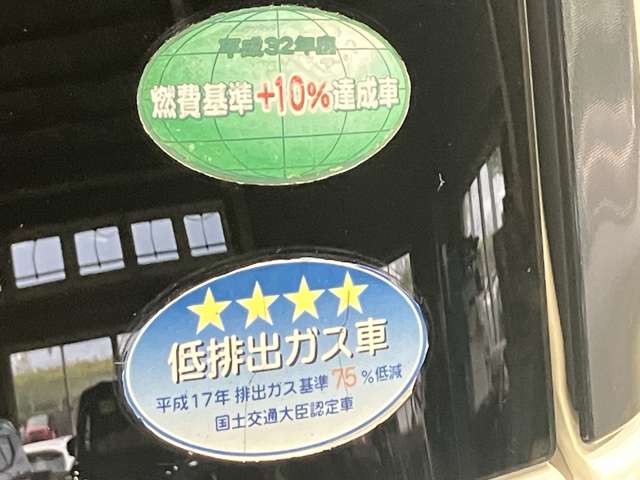 平成32年度
燃費基準+10%達成車
低排出ガス車
平成17年 排出ガス基準75%低減
国土交通大臣認定車